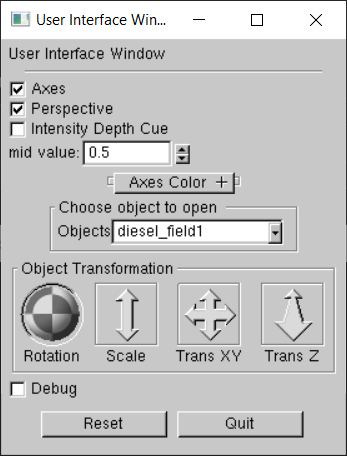 User Interface Win...
User Interface Window
Axes
Perspective
Intensity Depth Cue
mid value: 0.5
Axes Color +
Choose object to open
Objects diesel_field1
Object Transformation
Rotation Scale Trans XY Trans Z
Debug
Reset Quit